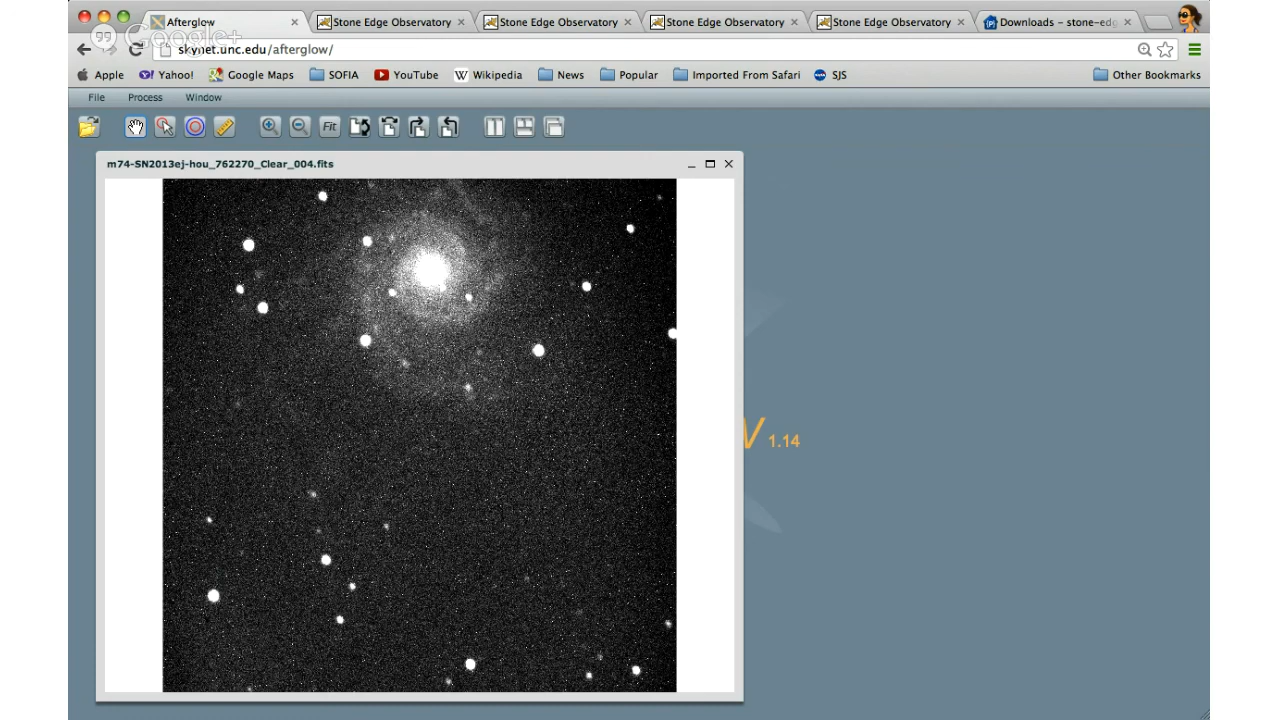 Afterglow
Stone Edge Observatory
Stone Edge Observatory
Stone Edge Observatory
Stone Edge Observatory
Downloads – stone-edg
Google+
skynet.unc.edu/afterglow/
Apple
Yahoo!
Google Maps
SOFIA
YouTube
W Wikipedia
News
Popular
Imported From Safari
SJS
Other Bookmarks
File
Process
Window
Fit
m74-SN2013ej-hou_762270_Clear_004.fits
1.14